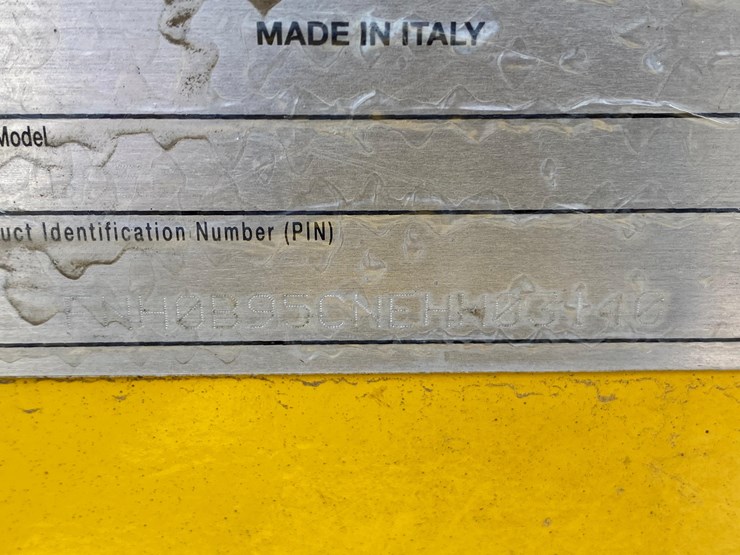 MADE IN ITALY
Model
uct Identification Number (PIN)